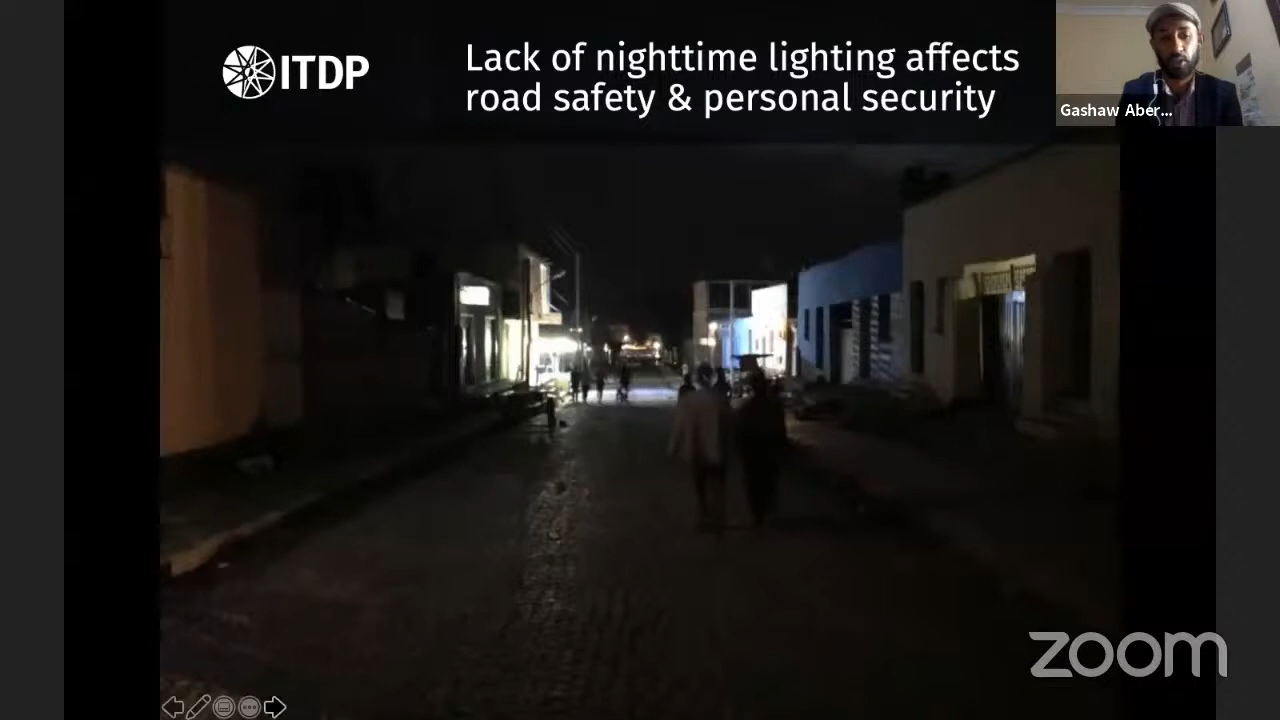 ITDP
Lack of nighttime lighting affects
road safety & personal security
Gashaw Aber...
zoom